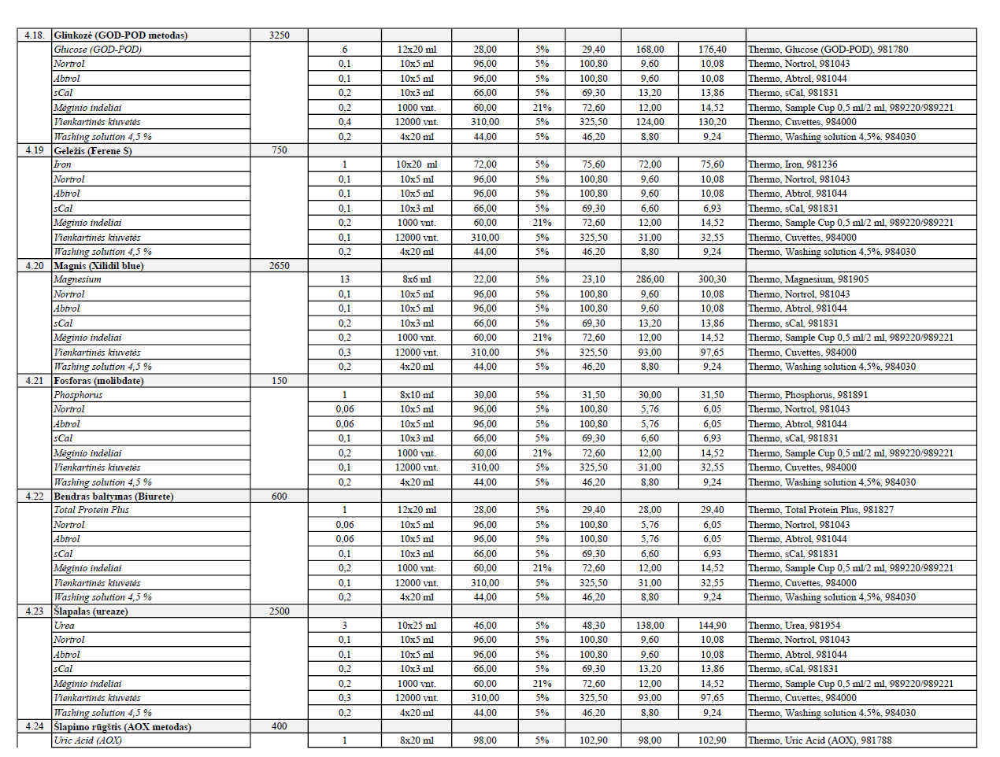 4.18. Gliukozė (GOD-POD metodas) 3250
Glucose (GOD-POD) 6 12x20 ml 28,00 5% 29,40 168,00 176,40 Thermo, Glucose (GOD-POD), 981780
Nortrol 0,1 10x5 ml 96,00 5% 100,80 9,60 10,08 Thermo, Nortrol, 981043
Abtrol 0,1 10x5 ml 96,00 5% 100,80 9,60 10,08 Thermo, Abtrol, 981044
sCal 0,2 10x3 ml 66,00 5% 69,30 13,20 13,86 Thermo, sCal, 981831
Mėginio indeliai 0,2 1000 vnt. 60,00 21% 72,60 12,00 14,52 Thermo, Sample Cup 0,5 ml/2 ml, 989220/989221
Vienkartinės kiuvetės 0,4 12000 vnt. 310,00 5% 325,50 124,00 130,20 Thermo, Cuvettes, 984000
Washing solution 4,5 % 0,2 4x20 ml 44,00 5% 46,20 8,80 9,24 Thermo, Washing solution 4,5%, 984030
4.19 Geležis (Ferene S) 750
Iron 1 10x20 ml 72,00 5% 75,60 72,00 75,60 Thermo, Iron, 981236
Nortrol 0,1 10x5 ml 96,00 5% 100,80 9,60 10,08 Thermo, Nortrol, 981043
Abtrol 0,1 10x5 ml 96,00 5% 100,80 9,60 10,08 Thermo, Abtrol, 981044
sCal 0,1 10x3 ml 66,00 5% 69,30 6,60 6,93 Thermo, sCal, 981831
Mėginio indeliai 0,2 1000 vnt. 60,00 21% 72,60 12,00 14,52 Thermo, Sample Cup 0,5 ml/2 ml, 989220/989221
Vienkartinės kiuvetės 0,1 12000 vnt. 310,00 5% 325,50 31,00 32,55 Thermo, Cuvettes, 984000
Washing solution 4,5 % 0,2 4x20 ml 44,00 5% 46,20 8,80 9,24 Thermo, Washing solution 4,5%, 984030
4.20 Magnis (Xilidil blue) 2650
Magnesium 13 8x6 ml 22,00 5% 23,10 286,00 300,30 Thermo, Magnesium, 981905
Nortrol 0,1 10x5 ml 96,00 5% 100,80 9,60 10,08 Thermo, Nortrol, 981043
Abtrol 0,1 10x5 ml 96,00 5% 100,80 9,60 10,08 Thermo, Abtrol, 981044
sCal 0,2 10x3 ml 66,00 5% 69,30 13,20 13,86 Thermo, sCal, 981831
Mėginio indeliai 0,2 1000 vnt. 60,00 21% 72,60 12,00 14,52 Thermo, Sample Cup 0,5 ml/2 ml, 989220/989221
Vienkartinės kiuvetės 0,3 12000 vnt. 310,00 5% 325,50 93,00 97,65 Thermo, Cuvettes, 984000
Washing solution 4,5 % 0,2 4x20 ml 44,00 5% 46,20 8,80 9,24 Thermo, Washing solution 4,5%, 984030
4.21 Fosforas (molibdate) 150
Phosphorus 1 8x10 ml 30,00 5% 31,50 30,00 31,50 Thermo, Phosphorus, 981891
Nortrol 0,06 10x5 ml 96,00 5% 100,80 5,76 6,05 Thermo, Nortrol, 981043
Abtrol 0,06 10x5 ml 96,00 5% 100,80 5,76 6,05 Thermo, Abtrol, 981044
sCal 0,1 10x3 ml 66,00 5% 69,30 6,60 6,93 Thermo, sCal, 981831
Mėginio indeliai 0,2 1000 vnt. 60,00 21% 72,60 12,00 14,52 Thermo, Sample Cup 0,5 ml/2 ml, 989220/989221
Vienkartinės kiuvetės 0,1 12000 vnt. 310,00 5% 325,50 31,00 32,55 Thermo, Cuvettes, 984000
Washing solution 4,5 % 0,2 4x20 ml 44,00 5% 46,20 8,80 9,24 Thermo, Washing solution 4,5%, 984030
4.22 Bendras baltymas (Biurete) 600
Total Protein Plus 1 12x20 ml 28,00 5% 29,40 28,00 29,40 Thermo, Total Protein Plus, 981827
Nortrol 0,06 10x5 ml 96,00 5% 100,80 5,76 6,05 Thermo, Nortrol, 981043
Abtrol 0,06 10x5 ml 96,00 5% 100,80 5,76 6,05 Thermo, Abtrol, 981044
sCal 0,1 10x3 ml 66,00 5% 69,30 6,60 6,93 Thermo, sCal, 981831
Mėginio indeliai 0,2 1000 vnt. 60,00 21% 72,60 12,00 14,52 Thermo, Sample Cup 0,5 ml/2 ml, 989220/989221
Vienkartinės kiuvetės 0,1 12000 vnt. 310,00 5% 325,50 31,00 32,55 Thermo, Cuvettes, 984000
Washing solution 4,5 % 0,2 4x20 ml 44,00 5% 46,20 8,80 9,24 Thermo, Washing solution 4,5%, 984030
4.23 Šlapalas (ureaze) 2500
Urea 3 10x25 ml 46,00 5% 48,30 138,00 144,90 Thermo, Urea, 981954
Nortrol 0,1 10x5 ml 96,00 5% 100,80 9,60 10,08 Thermo, Nortrol, 981043
Abtrol 0,1 10x5 ml 96,00 5% 100,80 9,60 10,08 Thermo, Abtrol, 981044
sCal 0,2 10x3 ml 66,00 5% 69,30 13,20 13,86 Thermo, sCal, 981831
Mėginio indeliai 0,2 1000 vnt. 60,00 21% 72,60 12,00 14,52 Thermo, Sample Cup 0,5 ml/2 ml, 989220/989221
Vienkartinės kiuvetės 0,3 12000 vnt. 310,00 5% 325,50 93,00 97,65 Thermo, Cuvettes, 984000
Washing solution 4,5 % 0,2 4x20 ml 44,00 5% 46,20 8,80 9,24 Thermo, Washing solution 4,5%, 984030
4.24 Šlapimo rūgštis (AOX metodas) 400
Uric Acid (AOX) 1 8x20 ml 98,00 5% 102,90 98,00 102,90 Thermo, Uric Acid (AOX), 981788